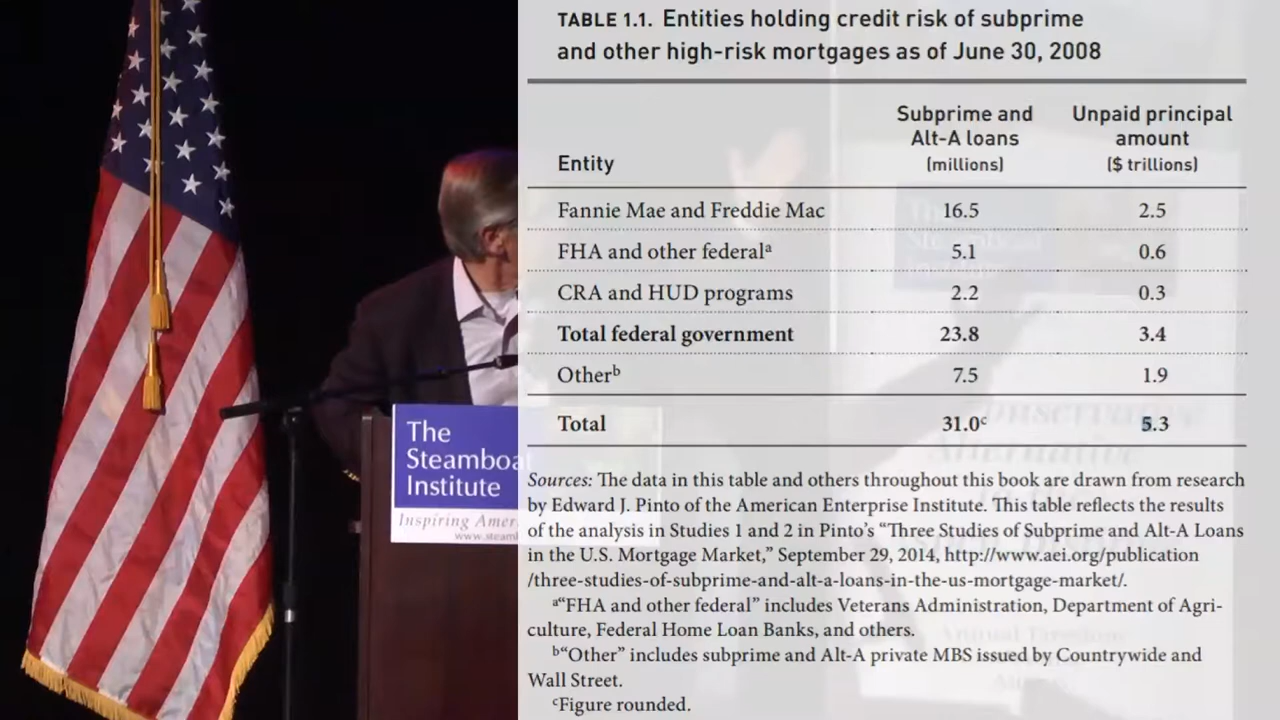 TABLE 1.1. Entities holding credit risk of subprime
and other high-risk mortgages as of June 30, 2008
Entity Subprime and Alt-A loans (millions) Unpaid principal amount ($ trillions)
Fannie Mae and Freddie Mac 16.5 2.5
FHA and other federalᵃ 5.1 0.6
CRA and HUD programs 2.2 0.3
Total federal government 23.8 3.4
Otherᵇ 7.5 1.9
Total 31.0ᶜ 5.3
Sources: The data in this table and others throughout this book are drawn from research
by Edward J. Pinto of the American Enterprise Institute. This table reflects the results
of the analysis in Studies 1 and 2 in Pinto’s “Three Studies of Subprime and Alt-A Loans
in the U.S. Mortgage Market,” September 29, 2014, http://www.aei.org/publication
/three-studies-of-subprime-and-alt-a-loans-in-the-us-mortgage-market/.
ᵃ“FHA and other federal” includes Veterans Administration, Department of Agri-
culture, Federal Home Loan Banks, and others.
ᵇ“Other” includes subprime and Alt-A private MBS issued by Countrywide and
Wall Street.
ᶜFigure rounded.
The
Steamboat
Institute
Inspiring Amer
www.steam